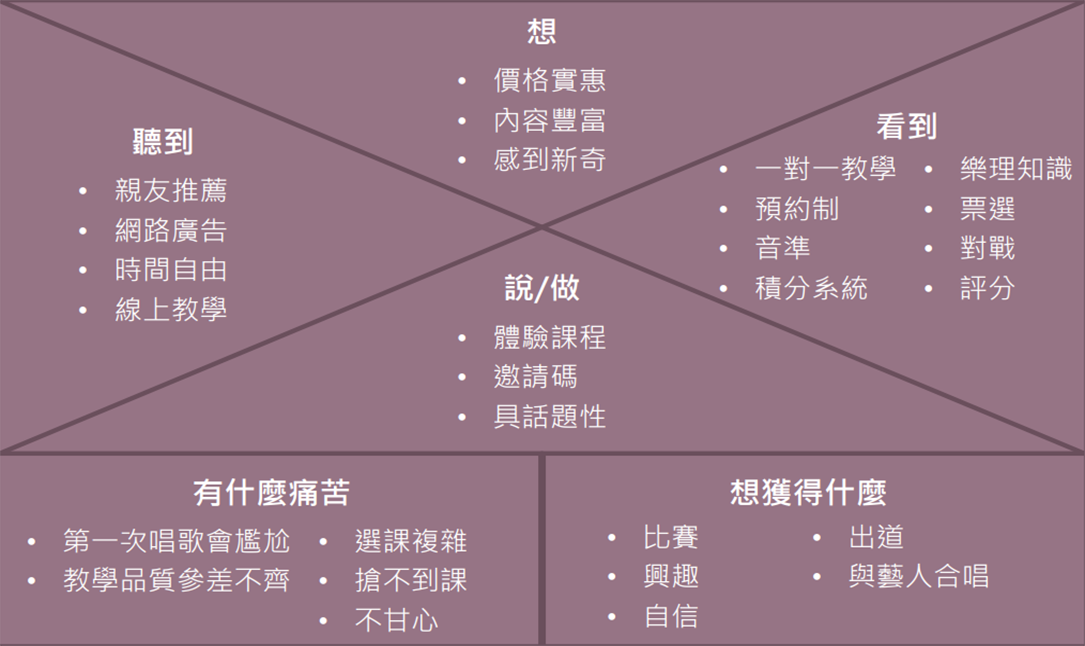 想
• 價格實惠
• 內容豐富
• 感到新奇
聽到
• 親友推薦
• 網路廣告
• 時間自由
• 線上教學
看到
• 一對一教學
• 預約制
• 音準
• 積分系統
• 樂理知識
• 票選
• 對戰
• 評分
說/做
• 體驗課程
• 邀請碼
• 具話題性
有什麼痛苦
• 第一次唱歌會尷尬
• 教學品質參差不齊
• 選課複雜
• 搶不到課
• 不甘心
想獲得什麼
• 比賽
• 興趣
• 自信
• 出道
• 與藝人合唱